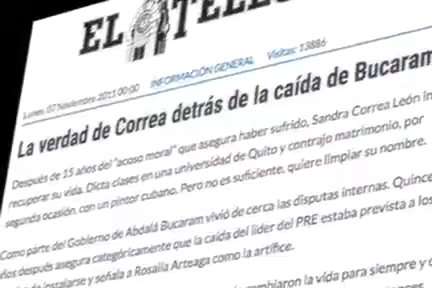 EL TELE
Lunes, 07 Noviembre 2011 00:00 INFORMACIÓN GENERAL Visitas: 13886
La verdad de Correa detrás de la caída de Bucaram
Después de 15 años del "acoso moral" que asegura haber sufrido, Sandra Correa León in
recuperar su vida. Dicta clases en una universidad de Quito y contrajo matrimonio, por
segunda ocasión, con un pintor cubano. Pero no es suficiente, quiere limpiar su nombre.
Como parte del Gobierno de Abdalá Bucaram vivió de cerca las disputas internas. Quince
ños después asegura categóricamente que la caída del líder del PRE estaba prevista a los
de instalarse y señala a Rosalía Arteaga como la artífice.
cambiaron la vida para siempre y